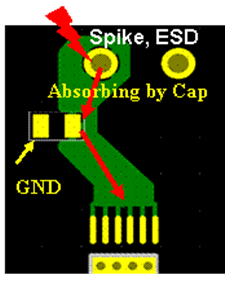 Spike, ESD
Absorbing by Cap
GND